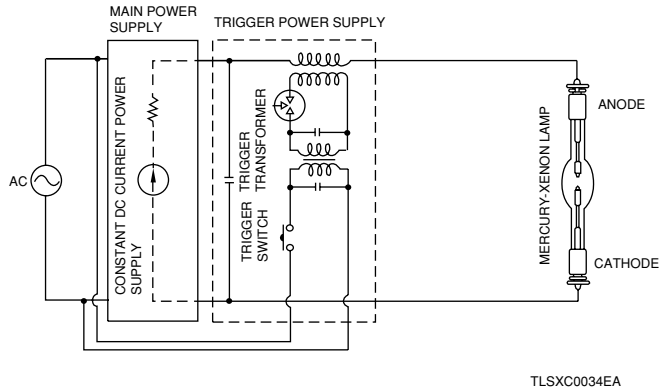 MAIN POWER
SUPPLY
TRIGGER POWER SUPPLY
AC
CONSTANT DC CURRENT POWER
SUPPLY
TRIGGER
TRANSFORMER
TRIGGER
SWITCH
MERCURY-XENON LAMP
ANODE
CATHODE
TLSXC0034EA